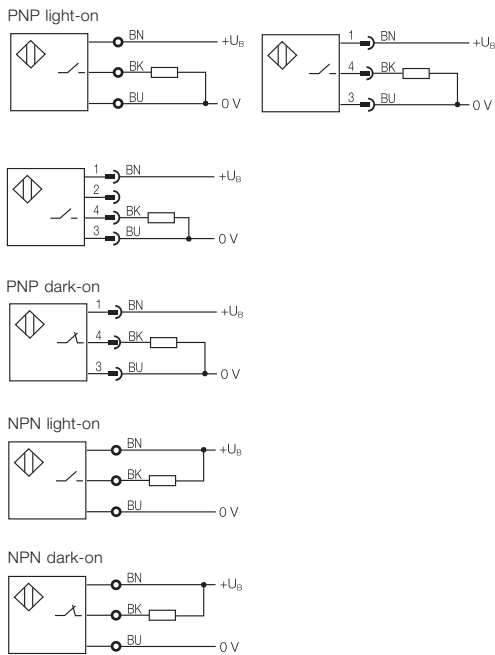 PNP light-on
BN +UB
BK
BU 0 V
1 BN +UB
4 BK
3 BU 0 V
1 BN +UB
2
4 BK
3 BU 0 V
PNP dark-on
1 BN +UB
4 BK
3 BU 0 V
NPN light-on
BN +UB
BK
BU 0 V
NPN dark-on
BN +UB
BK
BU 0 V